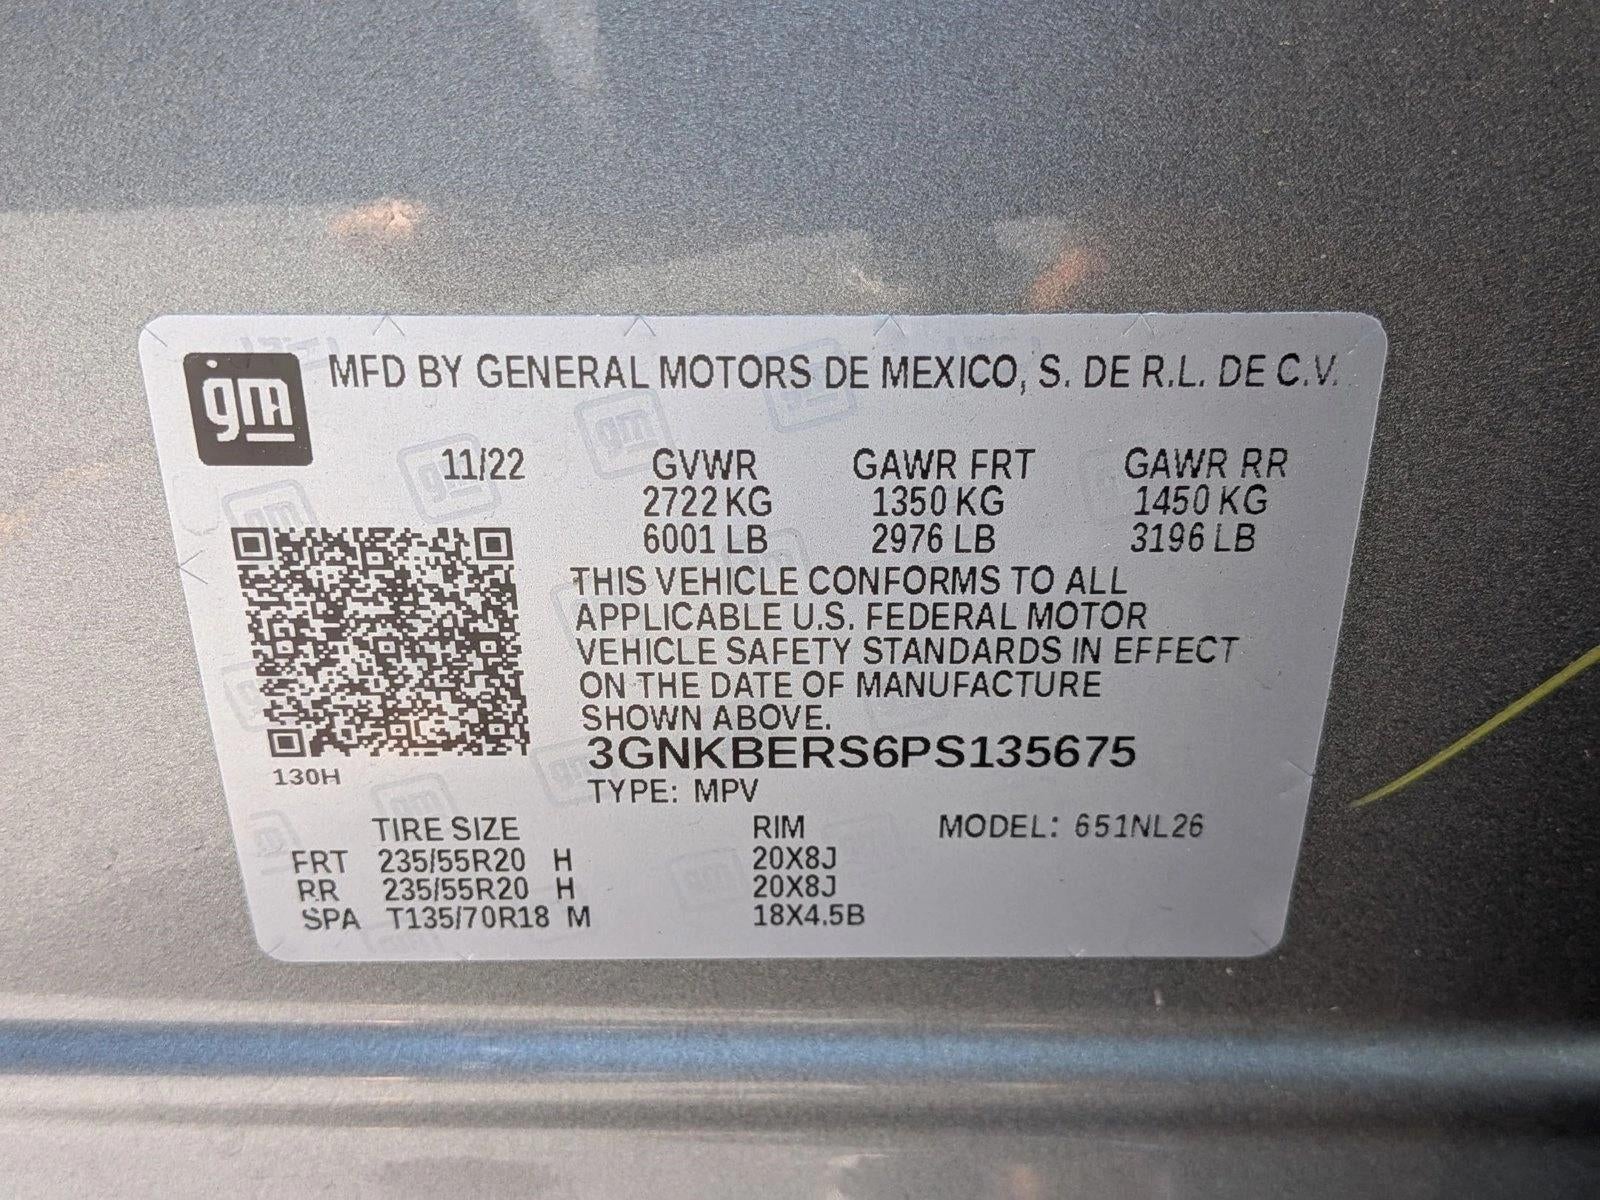 gm MFD BY GENERAL MOTORS DE MEXICO, S. DE R.L. DE C.V.
11/22 GVWR GAWR FRT GAWR RR
2722 KG 1350 KG 1450 KG
6001 LB 2976 LB 3196 LB
THIS VEHICLE CONFORMS TO ALL
APPLICABLE U.S. FEDERAL MOTOR
VEHICLE SAFETY STANDARDS IN EFFECT
ON THE DATE OF MANUFACTURE
SHOWN ABOVE.
3GNKBERS6PS135675
130H
TYPE: MPV
TIRE SIZE RIM MODEL: 651NL26
FRT 235/55R20 H 20X8J
RR 235/55R20 H 20X8J
SPA T135/70R18 M 18X4.5B